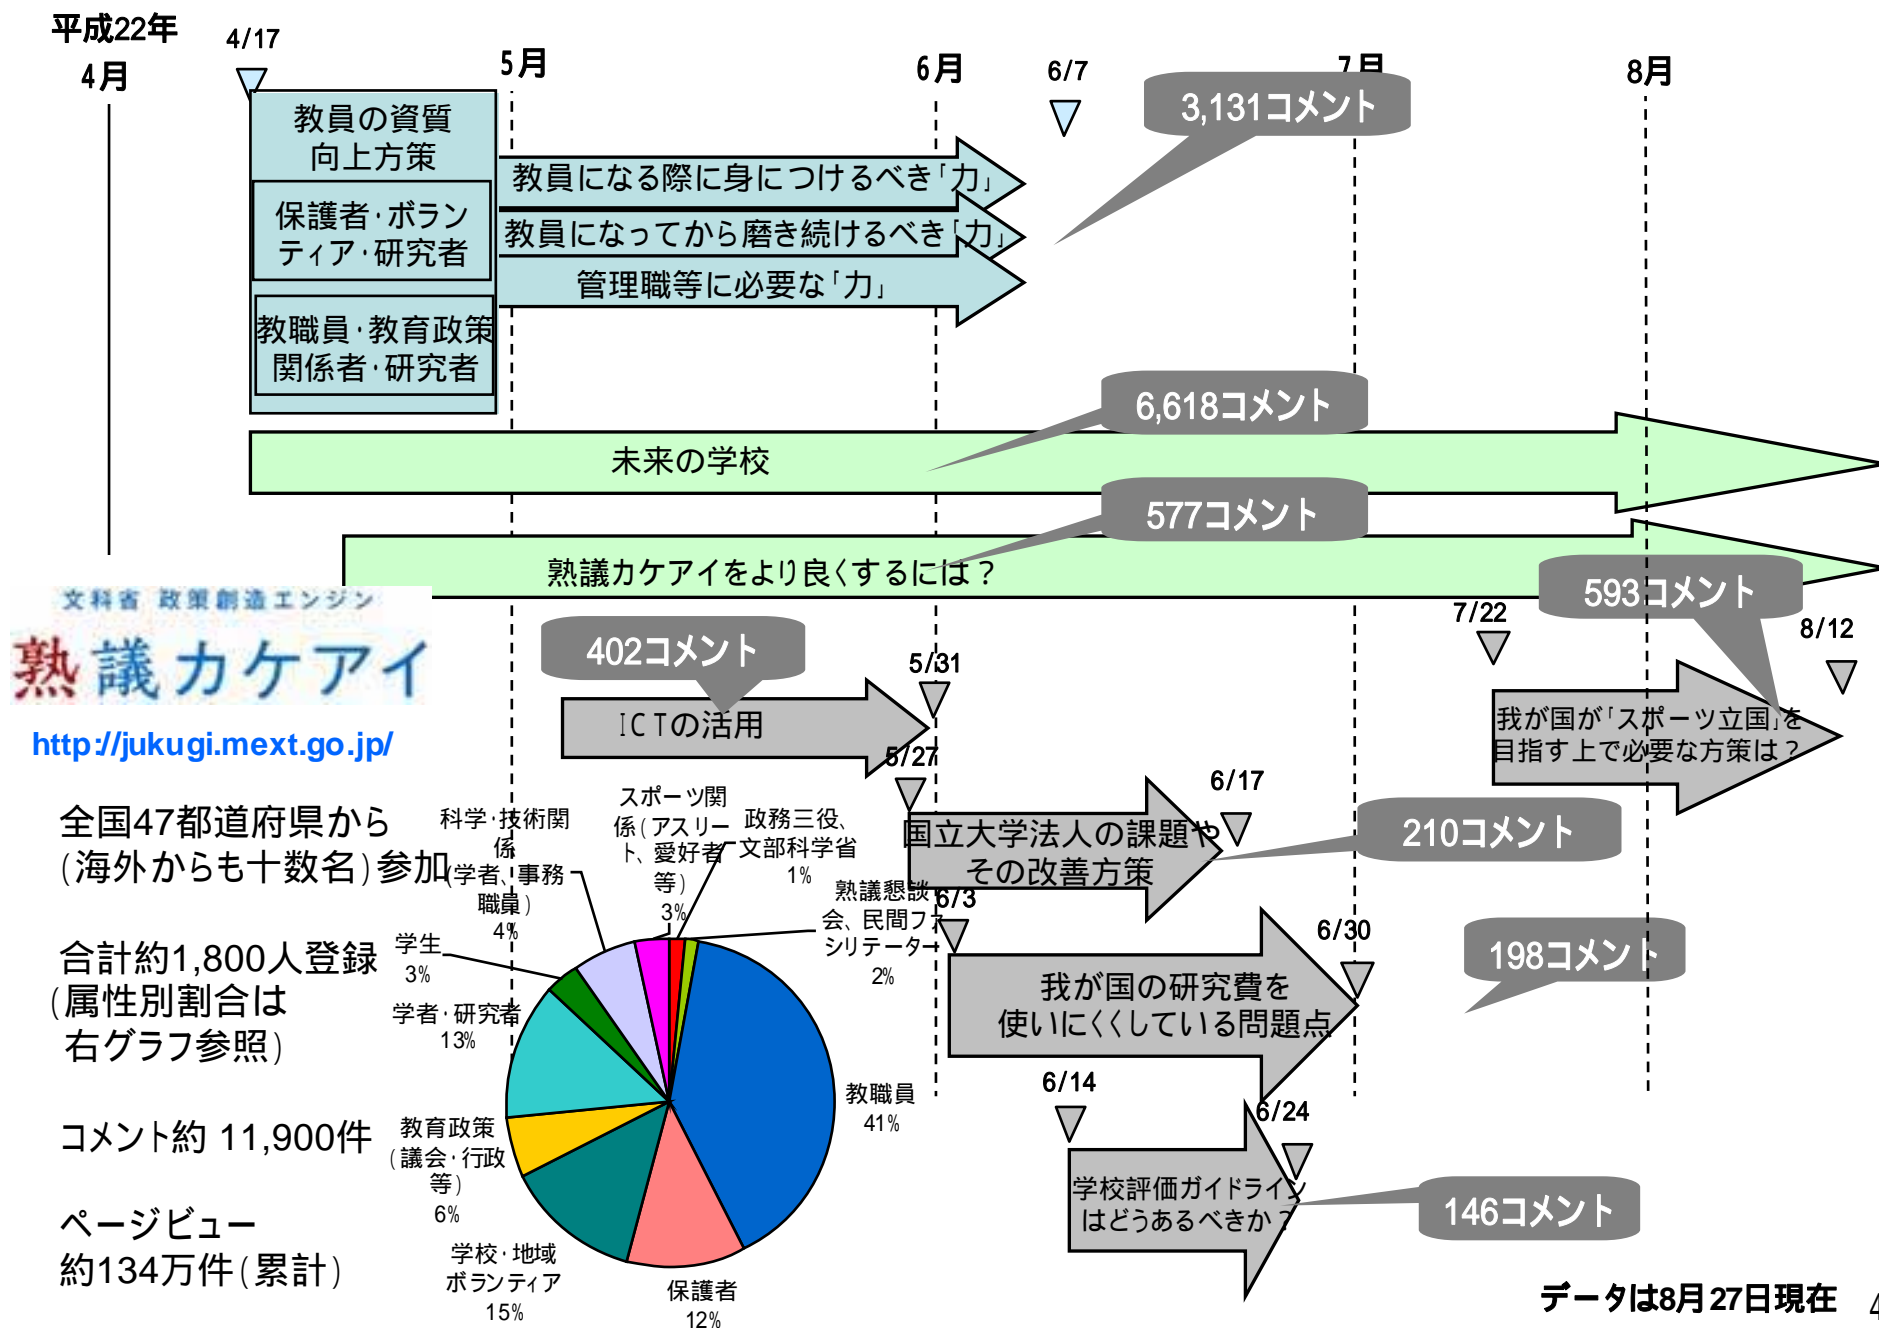 平成22年
4月
4/17
5月
6月
6/7
7月
8月
3,131コメント
教員の資質
向上方策
保護者・ボラン
ティア・研究者
教職員・教育政策
関係者・研究者
教員になる際に身につけるべき「力」
教員になってから磨き続けるべき「力」
管理職等に必要な「力」
6,618コメント
未来の学校
577コメント
熟議カケアイをより良くするには？
593コメント
7/22
8/12
文科省 政策創造エンジン
熟議カケアイ
http://jukugi.mext.go.jp/
402コメント
5/31
ICTの活用
我が国が「スポーツ立国」を
目指す上で必要な方策は？
5/27
6/17
国立大学法人の課題や
その改善方策
210コメント
6/3
6/30
我が国の研究費を
使いにくくしている問題点
198コメント
6/14
6/24
学校評価ガイドライン
はどうあるべきか？
146コメント
全国47都道府県から
(海外からも十数名)参加
合計約1,800人登録
(属性別割合は
右グラフ参照)
コメント約 11,900件
ページビュー
約134万件(累計)
科学・技術関
係
(学者、事務
職員)
4%
スポーツ関
係(アスリー
ト、愛好者
等)
3%
政務三役、
文部科学省
1%
熟議懇談
会、民間ファ
シリテーター
2%
学生
3%
学者・研究者
13%
教職員
41%
教育政策
(議会・行政
等)
6%
学校・地域
ボランティア
15%
保護者
12%
データは8月27日現在
4